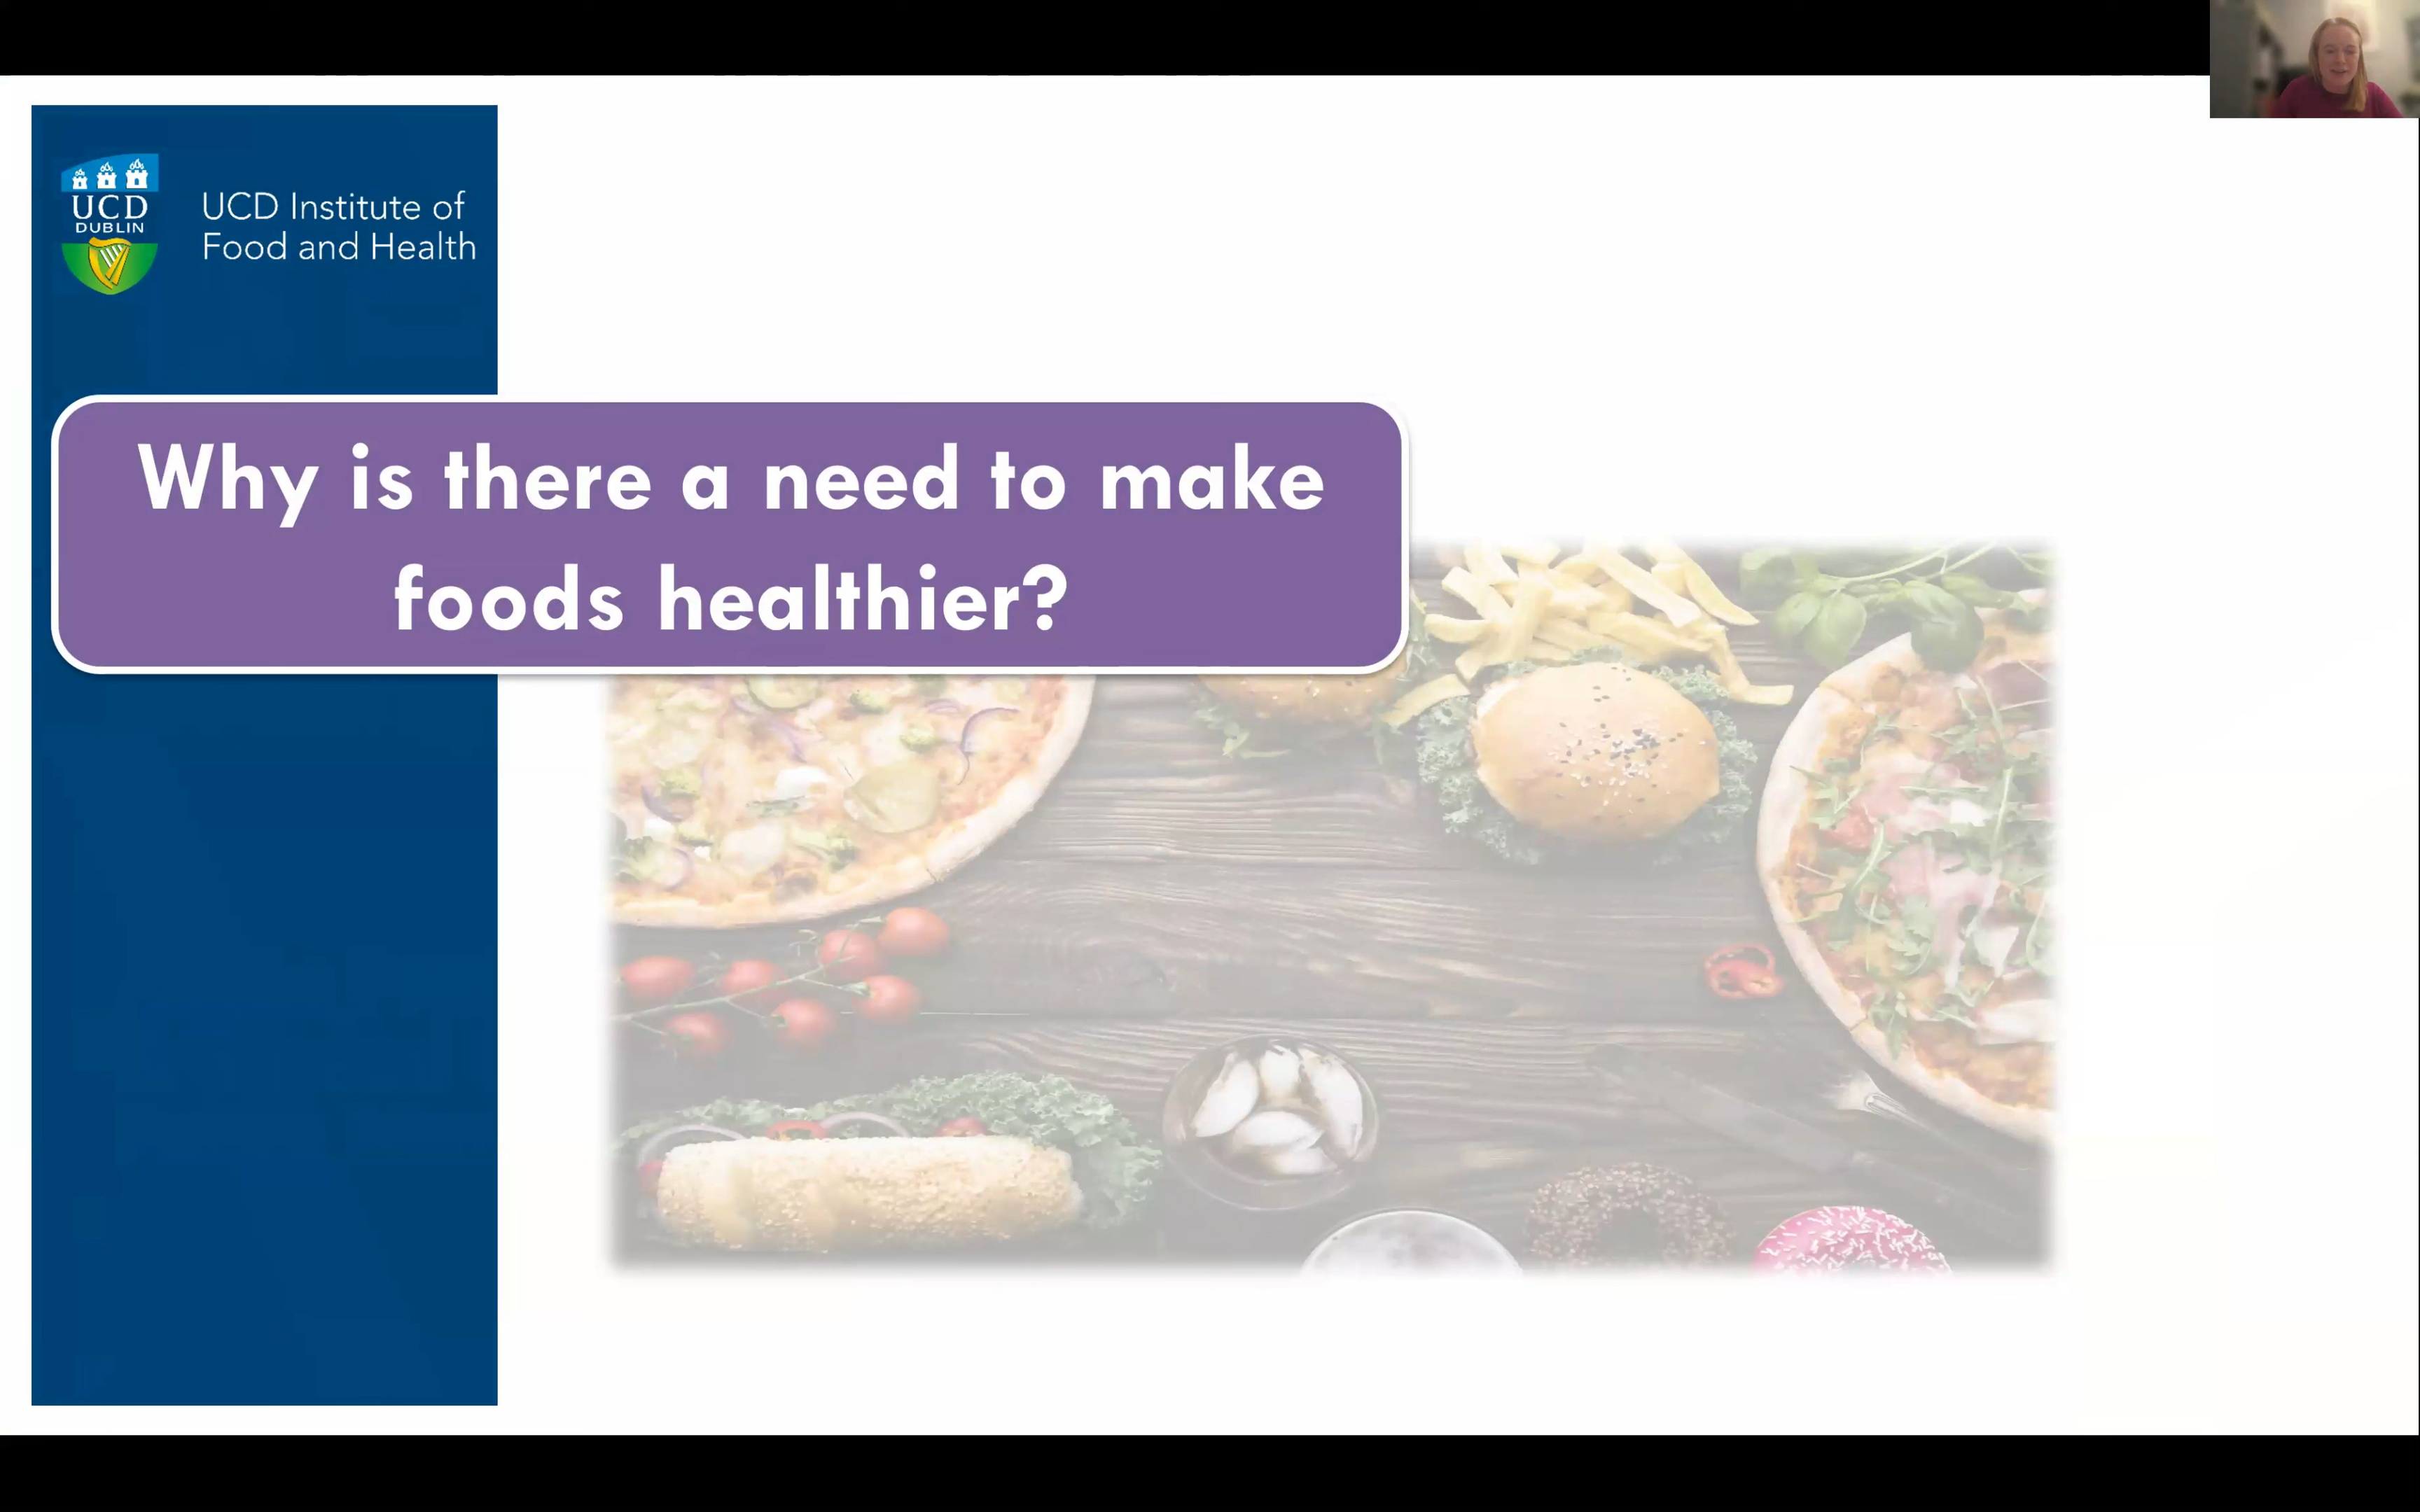 UCD
DUBLIN
UCD Institute of
Food and Health
Why is there a need to make
foods healthier?